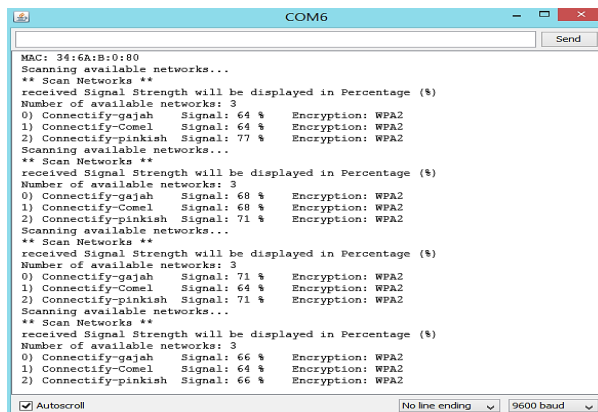 COM6
Send
MAC: 34:6A:B:0:80
Scanning available networks...
** Scan Networks **
received Signal Strength will be displayed in Percentage (%)
Number of available networks: 3
0) Connectify-gajah Signal: 64 % Encryption: WPA2
1) Connectify-Comel Signal: 64 % Encryption: WPA2
2) Connectify-pinkish Signal: 77 % Encryption: WPA2
Scanning available networks...
** Scan Networks **
received Signal Strength will be displayed in Percentage (%)
Number of available networks: 3
0) Connectify-gajah Signal: 68 % Encryption: WPA2
1) Connectify-Comel Signal: 68 % Encryption: WPA2
2) Connectify-pinkish Signal: 71 % Encryption: WPA2
Scanning available networks...
** Scan Networks **
received Signal Strength will be displayed in Percentage (%)
Number of available networks: 3
0) Connectify-gajah Signal: 71 % Encryption: WPA2
1) Connectify-Comel Signal: 64 % Encryption: WPA2
2) Connectify-pinkish Signal: 71 % Encryption: WPA2
Scanning available networks...
** Scan Networks **
received Signal Strength will be displayed in Percentage (%)
Number of available networks: 3
0) Connectify-gajah Signal: 66 % Encryption: WPA2
1) Connectify-Comel Signal: 64 % Encryption: WPA2
2) Connectify-pinkish Signal: 66 % Encryption: WPA2
Autoscroll No line ending 9600 baud